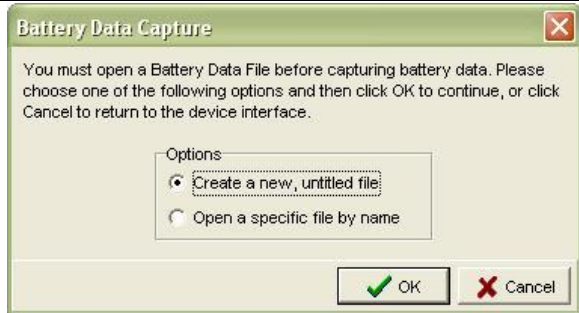 Battery Data Capture
You must open a Battery Data File before capturing battery data. Please
choose one of the following options and then click OK to continue, or click
Cancel to return to the device interface.
Options
Create a new, untitled file
Open a specific file by name
OK
Cancel